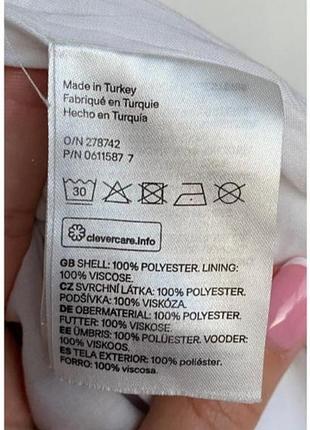 Made in Turkey
Fabriqué en Turquie
Hecho en Turquía
O/N 278742
P/N 0611587 7
30
clevercare.info
GB SHELL: 100% POLYESTER. LINING:
100% VISCOSE.
CZ SVRCHNÍ LÁTKA: 100% POLYESTER.
PODŠÍVKA: 100% VISKÓZA.
DE OBERMATERIAL: 100% POLYESTER.
FUTTER: 100% VISKOSE.
EE ÜMBRIS: 100% POLÜESTER. VOODER:
100% VISKOOS.
ES TELA EXTERIOR: 100% poliéster.
FORRO: 100% viscosa.